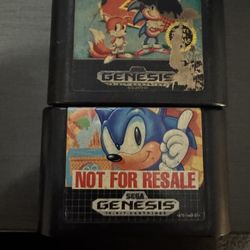 GENESIS
NOT FOR RESALE
SEGA
GENESIS
16-BIT CARTRIDGE